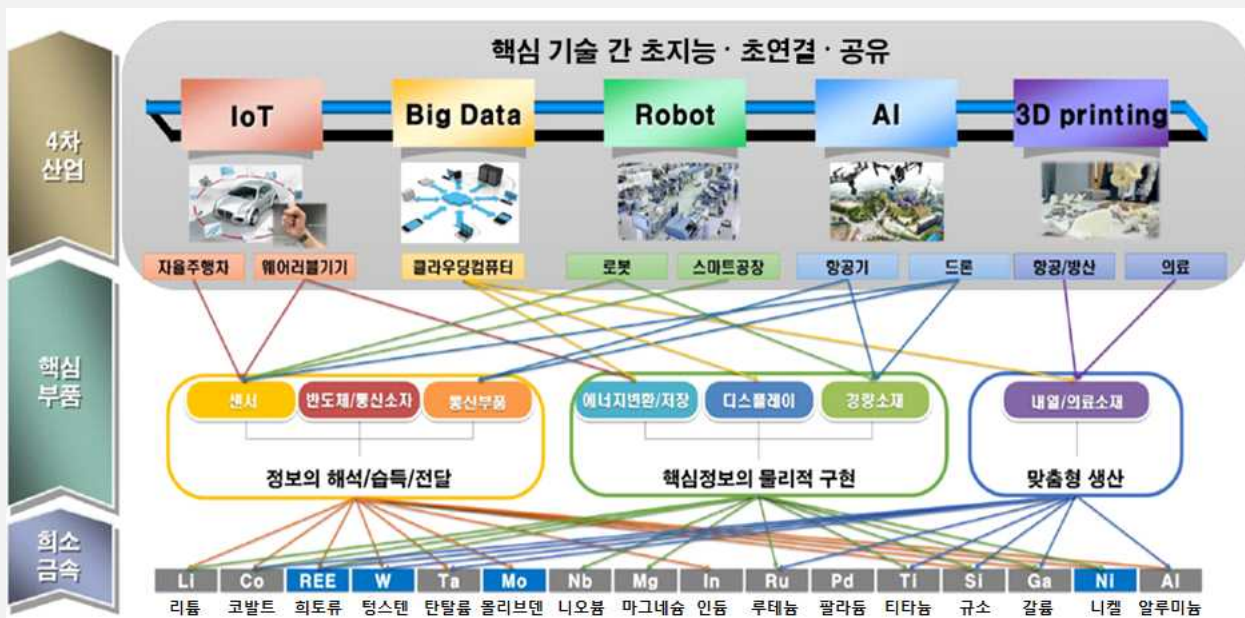 핵심 기술 간 초지능 · 초연결 · 공유
4차
산업
IoT
Big Data
Robot
AI
3D printing
자율주행차
웨어러블기기
클라우딩컴퓨터
로봇
스마트공장
항공기
드론
항공/방산
의료
핵심
부품
센서
반도체/통신소자
통신부품
에너지변환/저장
디스플레이
경량소재
내열/의료소재
정보의 해석/습득/전달
핵심정보의 물리적 구현
맞춤형 생산
희소
금속
Li Co REE W Ta Mo Nb Mg In Ru Pd Ti Si Ga Ni Al
리튬 코발트 희토류 텅스텐 탄탈륨 몰리브덴 니오븀 마그네슘 인듐 루테늄 팔라듐 티타늄 규소 갈륨 니켈 알루미늄